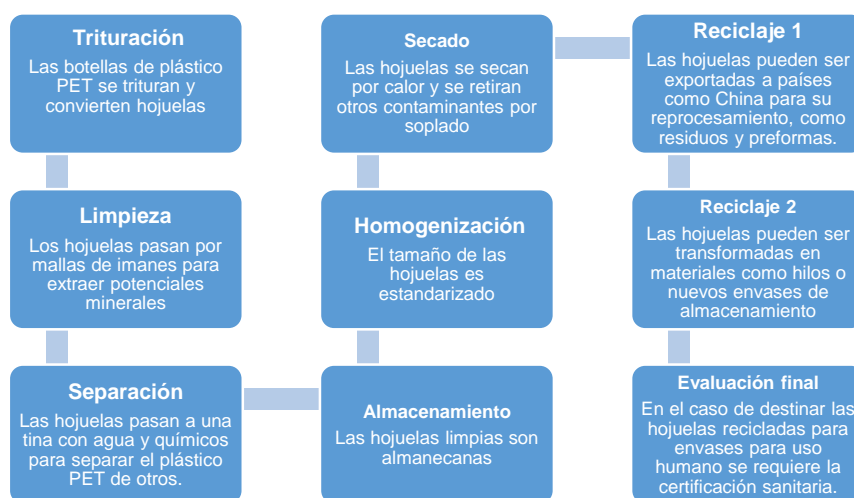 Trituración
Las botellas de plástico
PET se trituran y
convierten hojuelas
Limpieza
Los hojuelas pasan por
mallas de imanes para
extraer potenciales
minerales
Separación
Las hojuelas pasan a una
tina con agua y químicos
para separar el plástico
PET de otros.
Almacenamiento
Las hojuelas limpias son
almanecanas
Homogenización
El tamaño de las
hojuelas es
estandarizado
Secado
Las hojuelas se secan
por calor y se retiran
otros contaminantes por
soplado
Reciclaje 1
Las hojuelas pueden ser
exportadas a países
como China para su
reprocesamiento, como
residuos y preformas.
Reciclaje 2
Las hojuelas pueden ser
transformadas en
materiales como hilos o
nuevos envases de
almacenamiento
Evaluación final
En el caso de destinar las
hojuelas recicladas para
envases para uso
humano se requiere la
certificación sanitaria.